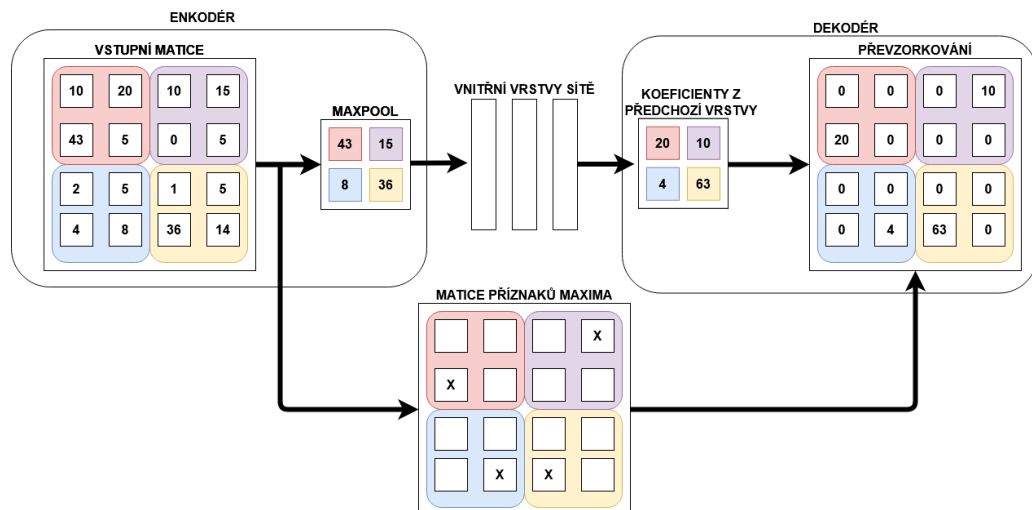 ENKODÉR
VSTUPNÍ MATICE
10 20 10 15
43 5 0 5
2 5 1 5
4 8 36 14
MAXPOOL
43 15
8 36
VNITŘNÍ VRSTVY SÍTĚ
DEKODÉR
KOEFICIENTY Z
PŘEDCHOZÍ VRSTVY
20 10
4 63
PŘEVZORKOVÁNÍ
0 0 0 10
20 0 0 0
0 0 0 0
0 4 63 0
MATICE PŘÍZNAKŮ MAXIMA
X
X
X X